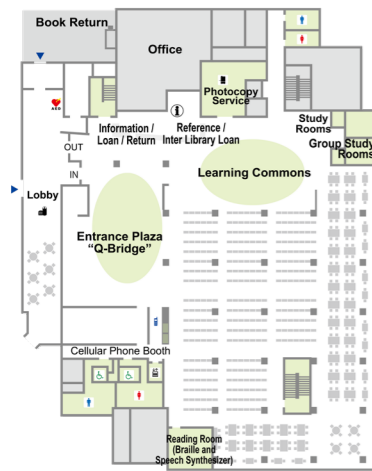 Book Return
Office
AED
Photocopy
Service
Information /
Loan / Return
Reference /
Inter Library Loan
Study
Rooms
Group Study
Rooms
OUT
IN
Learning Commons
Lobby
Entrance Plaza
“Q-Bridge”
Cellular Phone Booth
Reading Room
(Braille and
Speech Synthesizer)